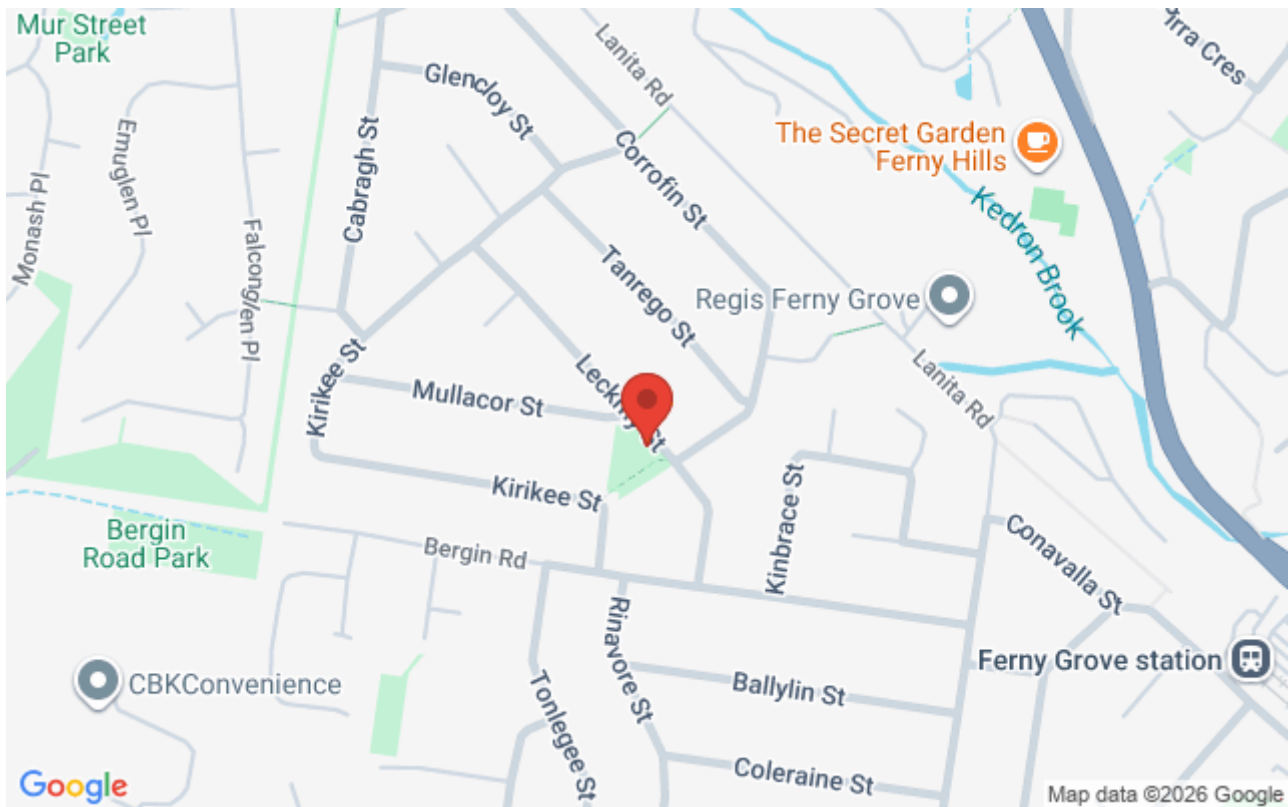 Mur Street
Park
Lanita Rd
Pirra Cres
Glencloy St
The Secret Garden
Ferny Hills
Emurglen Pl
Cabragh St
Corrofin St
Monash Pl
Falconglen Pl
Kedron Brook
Tanrego St
Regis Ferny Grove
Kirikee St
Mullacor St
Lanita Rd
Kirikee St
Kinbrace St
Bergin
Road Park
Bergin Rd
Conavalla St
Rinavore St
Ferny Grove station
CBKConvenience
Tonlegee St
Ballylin St
Coleraine St
Google
Map data ©2026 Google